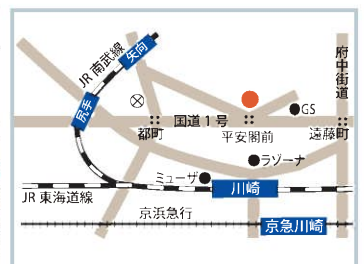 JR 南武線
矢向
府中街道
尻手
GS
国道1号
都町
平安閣前
遠藤町
ラゾーナ
ミューザ
川崎
JR 東海道線
京浜急行
京急川崎